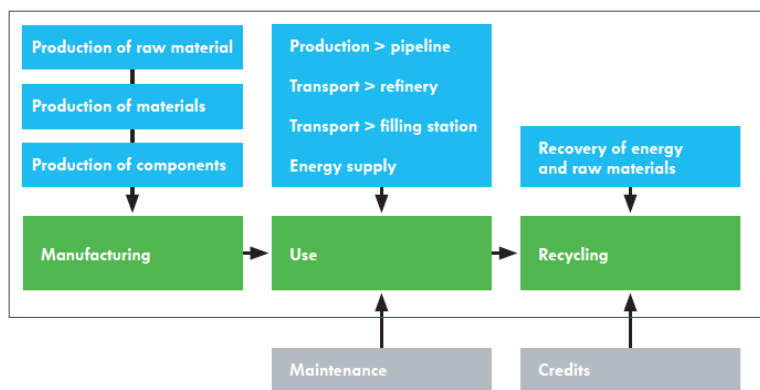 Production of raw material
Production of materials
Production of components
Manufacturing
Production > pipeline
Transport > refinery
Transport > filling station
Energy supply
Use
Recovery of energy
and raw materials
Recycling
Maintenance
Credits